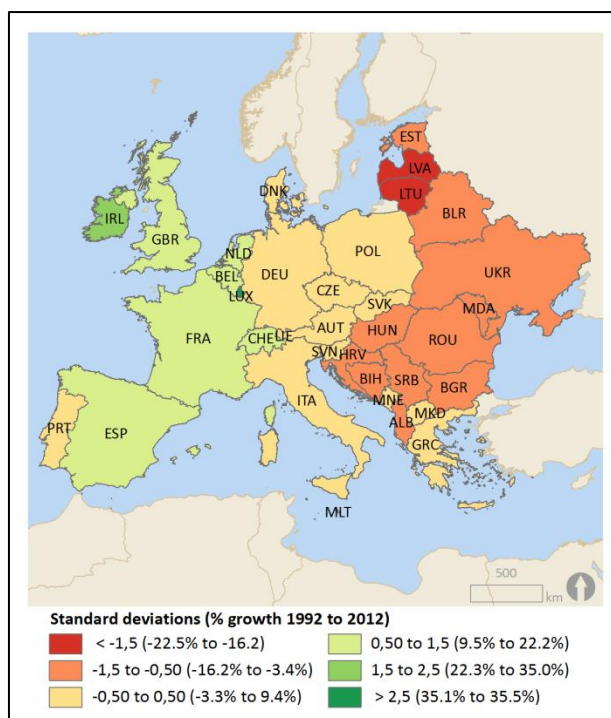 EST
LVA
LTU
DNK
IRL
BLR
GBR
NLD
POL
BEL
DEU
UKR
LUX
CZE
SVK
MDA
AUT
LIE
CHE
HUN
FRA
ROU
SVN
HRV
BIH
SRB
ITA
BGR
MNE
MKD
PRT
ESP
ALB
GRC
MLT
500
km
Standard deviations (% growth 1992 to 2012)
< -1,5 (-22.5% to -16.2)
-1,5 to -0,50 (-16.2% to -3.4%)
-0,50 to 0,50 (-3.3% to 9.4%)
0,50 to 1,5 (9.5% to 22.2%)
1,5 to 2,5 (22.3% to 35.0%)
> 2,5 (35.1% to 35.5%)